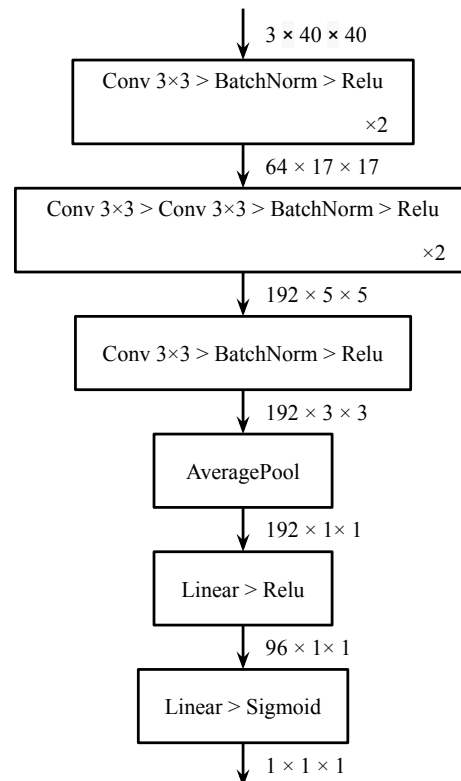 3 × 40 × 40
Conv 3×3 > BatchNorm > Relu
×2
64 × 17 × 17
Conv 3×3 > Conv 3×3 > BatchNorm > Relu
×2
192 × 5 × 5
Conv 3×3 > BatchNorm > Relu
192 × 3 × 3
AveragePool
192 × 1× 1
Linear > Relu
96 × 1× 1
Linear > Sigmoid
1 × 1 × 1